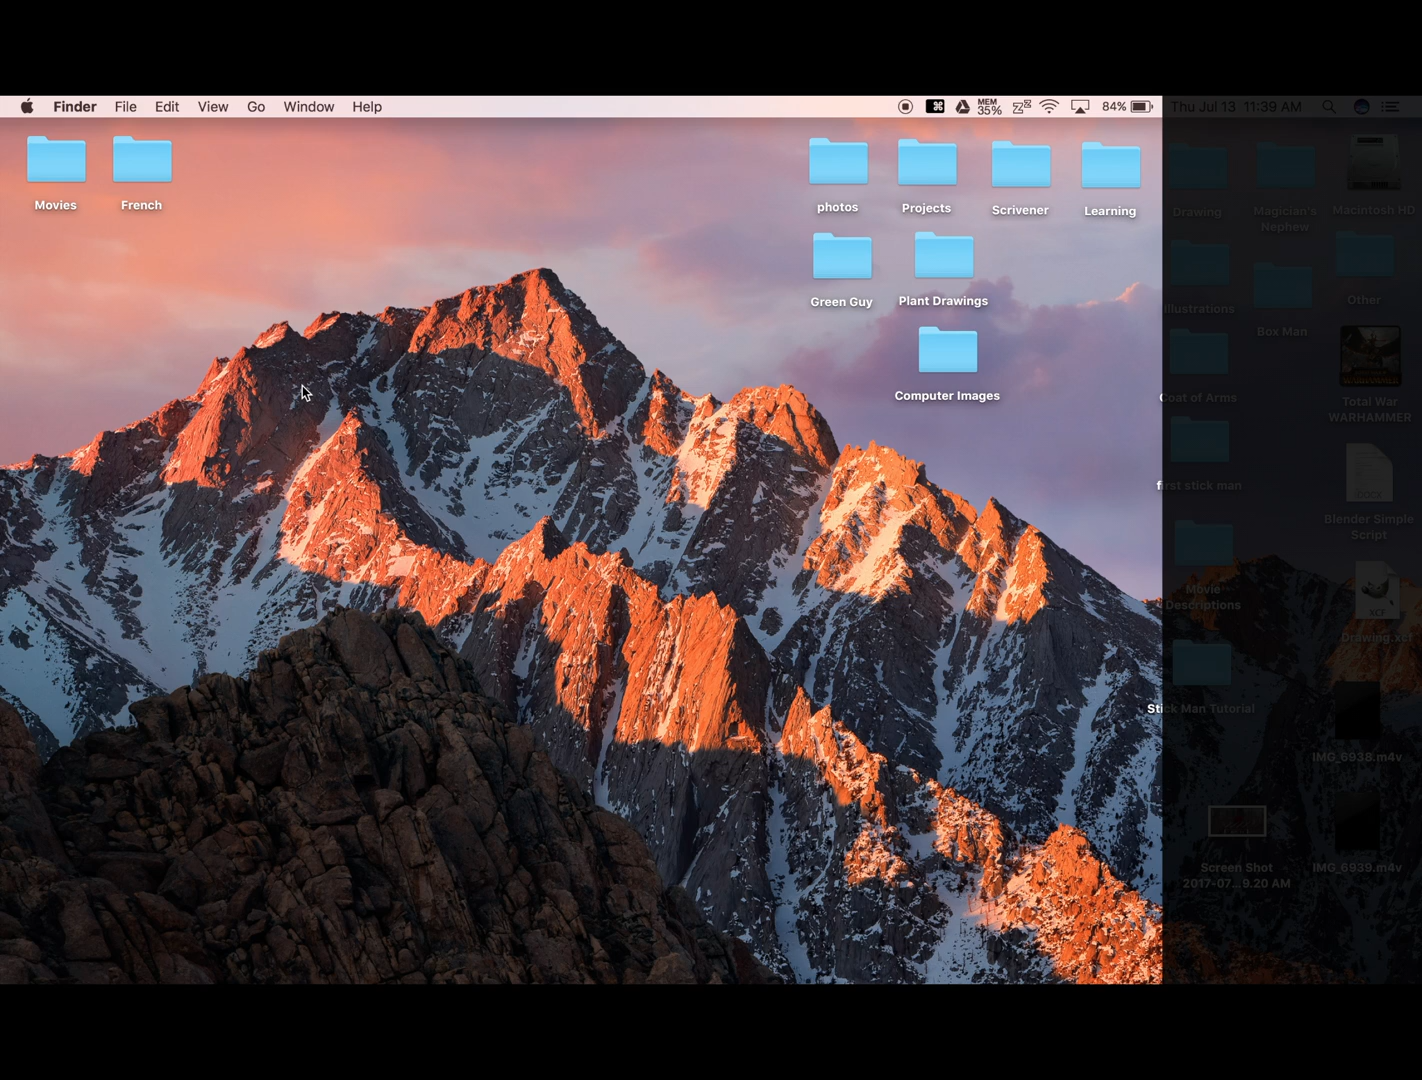 Finder File Edit View Go Window Help MEM 35% 84% Thu Jul 13 11:39 AM
Movies French photos Projects Scrivener Learning Drawing Magician's Nephew Macintosh HD
Green Guy Plant Drawings Illustrations Box Man Other
Computer Images Coat of Arms Total War
WARHAMMER
first stick man DOCX
Blender Simple
Script
Movie
Descriptions XCF
Drawing.xcf
Stick Man Tutorial
IMG_6938.m4v
Screen Shot
2017-07...9.20 AM
IMG_6939.m4v